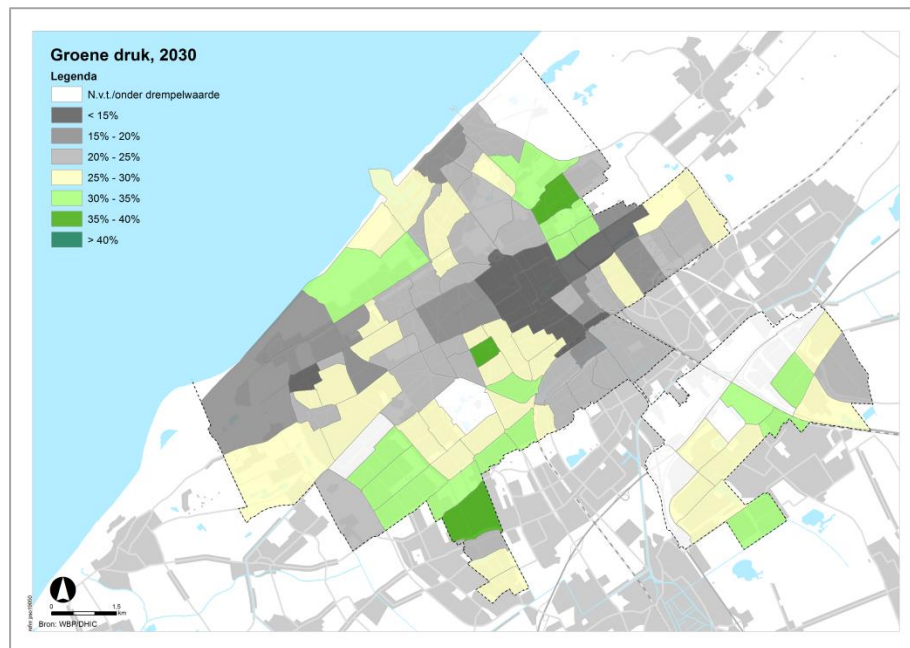 Groene druk, 2030
Legenda
N.v.t./onder drempelwaarde
< 15%
15% - 20%
20% - 25%
25% - 30%
30% - 35%
35% - 40%
> 40%
0
1.5
km
Bron: WBP/DHIC